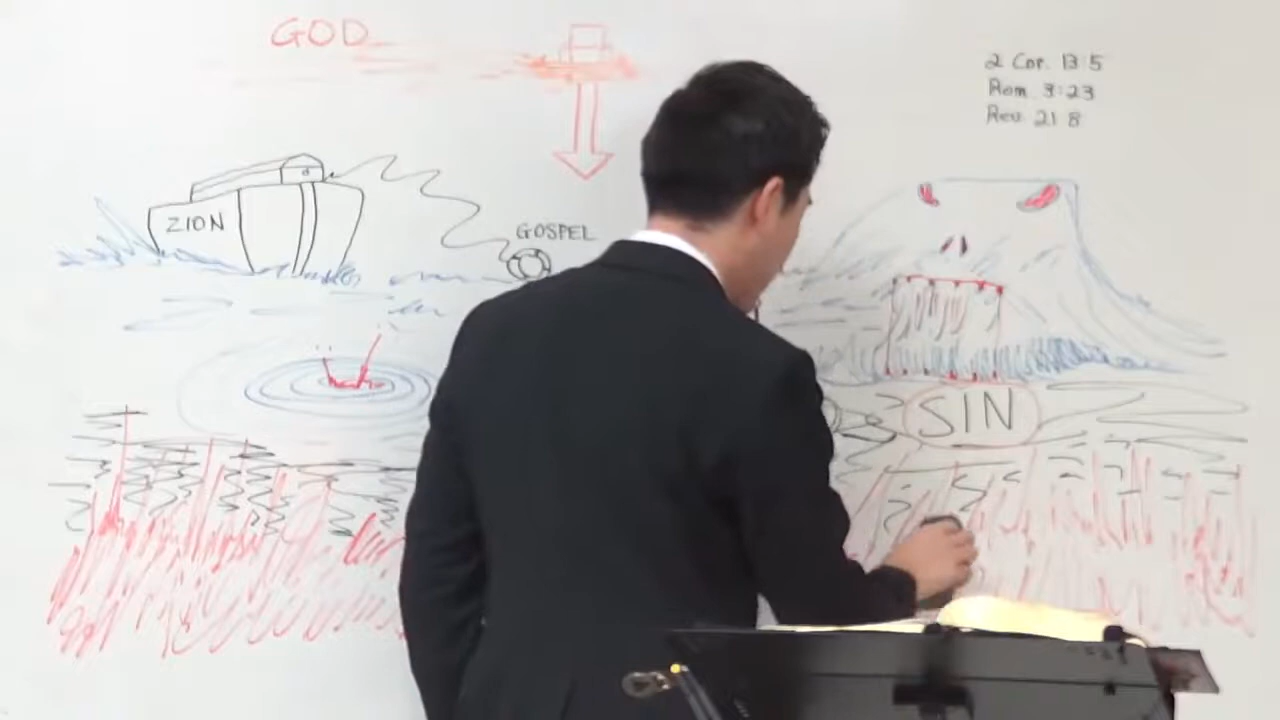 GOD
2 Cor. 13:5
Rom 3:23
Rev. 21 8
ZION
GOSPEL
SIN